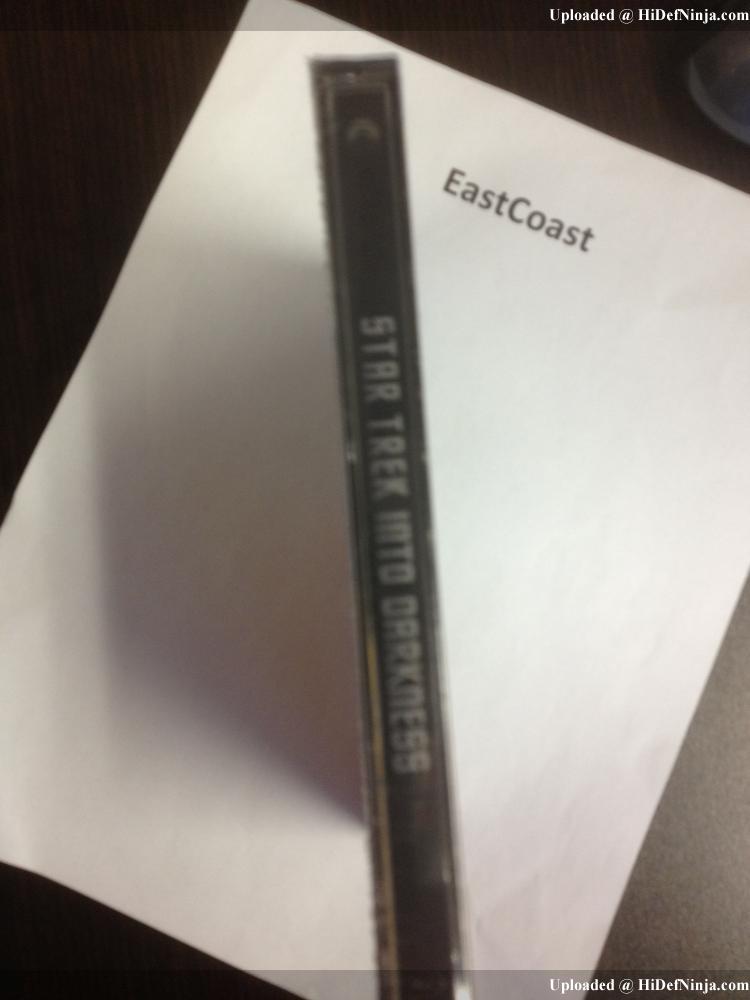 Uploaded @ HiDefNinja.com
EastCoast
STAR TREK INTO DARKNESS
Uploaded @ HiDefNinja.com